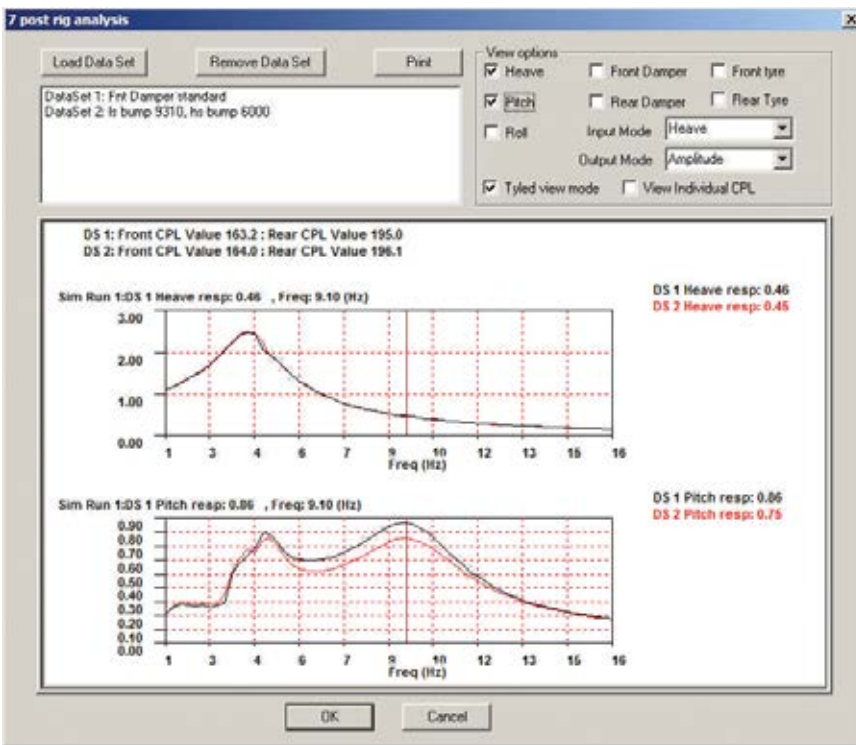 7 post rig analysis
Load Data Set
Remove Data Set
Print
DataSet 1: Fnt Damper standard
DataSet 2: ls bump 9310, hs bump 6000
View options
Heave
Front Damper
Front tyre
Pitch
Rear Damper
Rear Tyre
Roll
Input Mode
Heave
Output Mode
Amplitude
Tyled view mode
View Individual CPL
DS 1: Front CPL Value 163.2 : Rear CPL Value 195.0
DS 2: Front CPL Value 164.0 : Rear CPL Value 196.1
Sim Run 1:DS 1 Heave resp: 0.46 , Freq: 9.10 (Hz)
DS 1 Heave resp: 0.46
DS 2 Heave resp: 0.45
3.00
2.00
1.00
0.00
1 3 4 6 7 9 10 12 13 15 16
Freq (Hz)
Sim Run 1:DS 1 Pitch resp: 0.86 , Freq: 9.10 (Hz)
DS 1 Pitch resp: 0.86
DS 2 Pitch resp: 0.75
0.90
0.80
0.70
0.60
0.50
0.40
0.30
0.20
0.10
0.00
1 3 4 6 7 9 10 12 13 15 16
Freq (Hz)
OK
Cancel